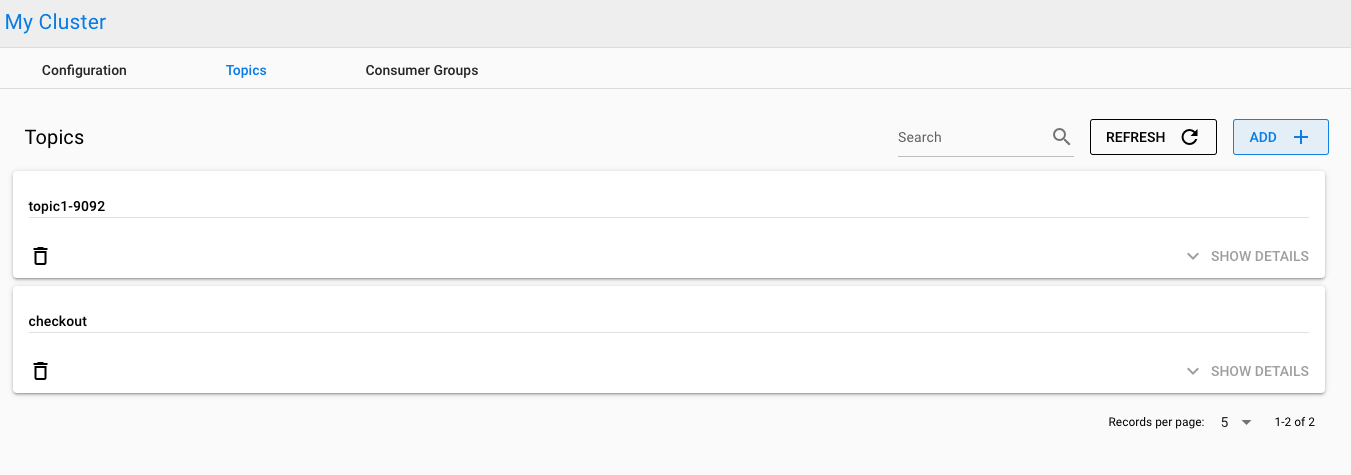 My Cluster
Configuration Topics Consumer Groups
Topics Search REFRESH ADD
topic1-9092
SHOW DETAILS
checkout
SHOW DETAILS
Records per page: 5 1-2 of 2